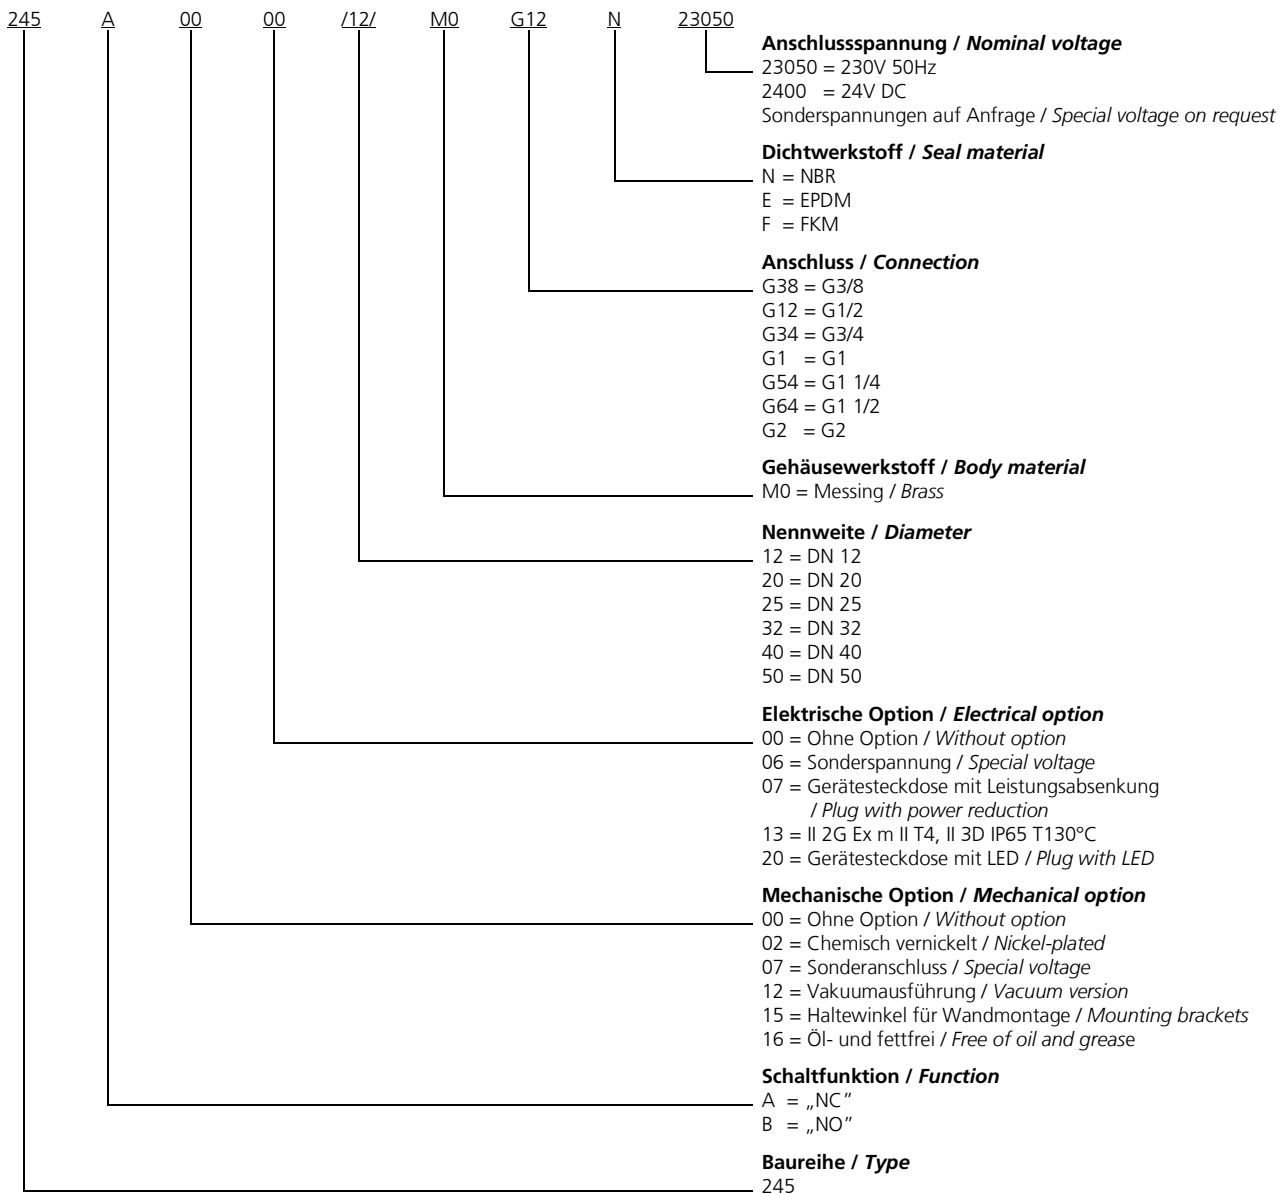 245 A 00 00 /12/ M0 G12 N 23050
Anschlussspannung / Nominal voltage
23050 = 230V 50Hz
2400 = 24V DC
Sonderspannungen auf Anfrage / Special voltage on request
Dichtwerkstoff / Seal material
N = NBR
E = EPDM
F = FKM
Anschluss / Connection
G38 = G3/8
G12 = G1/2
G34 = G3/4
G1 = G1
G54 = G1 1/4
G64 = G1 1/2
G2 = G2
Gehäusewerkstoff / Body material
M0 = Messing / Brass
Nennweite / Diameter
12 = DN 12
20 = DN 20
25 = DN 25
32 = DN 32
40 = DN 40
50 = DN 50
Elektrische Option / Electrical option
00 = Ohne Option / Without option
06 = Sonderspannung / Special voltage
07 = Gerätesteckdose mit Leistungsabsenkung
/ Plug with power reduction
13 = II 2G Ex m II T4, II 3D IP65 T130°C
20 = Gerätesteckdose mit LED / Plug with LED
Mechanische Option / Mechanical option
00 = Ohne Option / Without option
02 = Chemisch vernickelt / Nickel-plated
07 = Sonderanschluss / Special voltage
12 = Vakuumausführung / Vacuum version
15 = Haltewinkel für Wandmontage / Mounting brackets
16 = Öl- und fettfrei / Free of oil and grease
Schaltfunktion / Function
A = „NC”
B = „NO”
Baureihe / Type
245